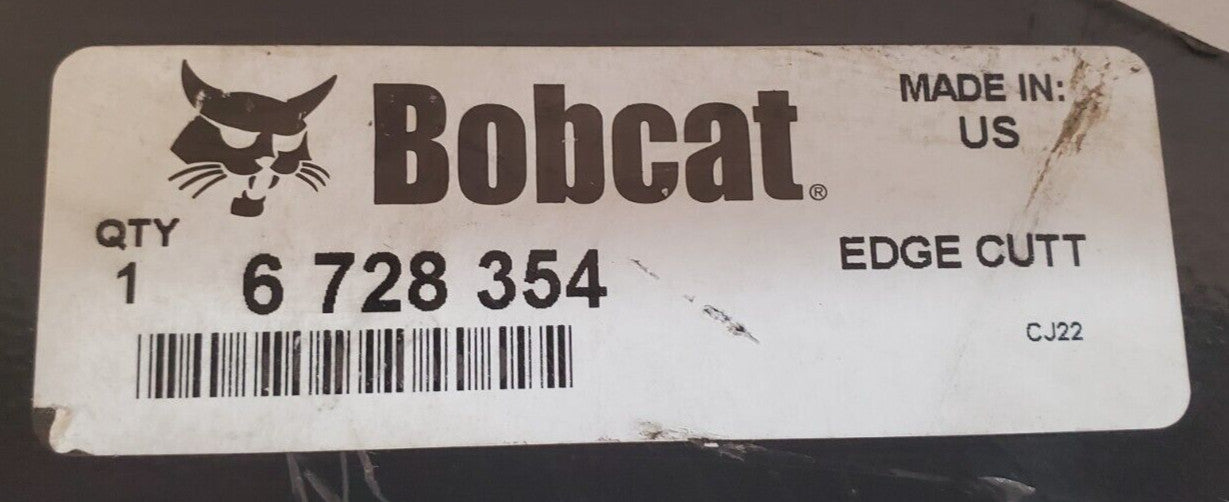 Bobcat®
MADE IN:
US
QTY
1
6 728 354
EDGE CUTT
CJ22